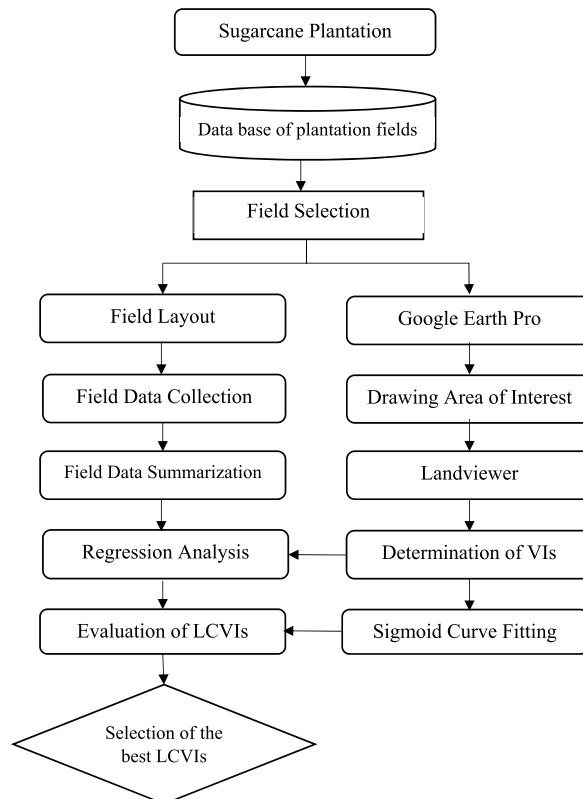 Sugarcane Plantation
Data base of plantation fields
Field Selection
Field Layout
Google Earth Pro
Field Data Collection
Drawing Area of Interest
Field Data Summarization
Landviewer
Regression Analysis
Determination of VIs
Evaluation of LCVIs
Sigmoid Curve Fitting
Selection of the
best LCVIs